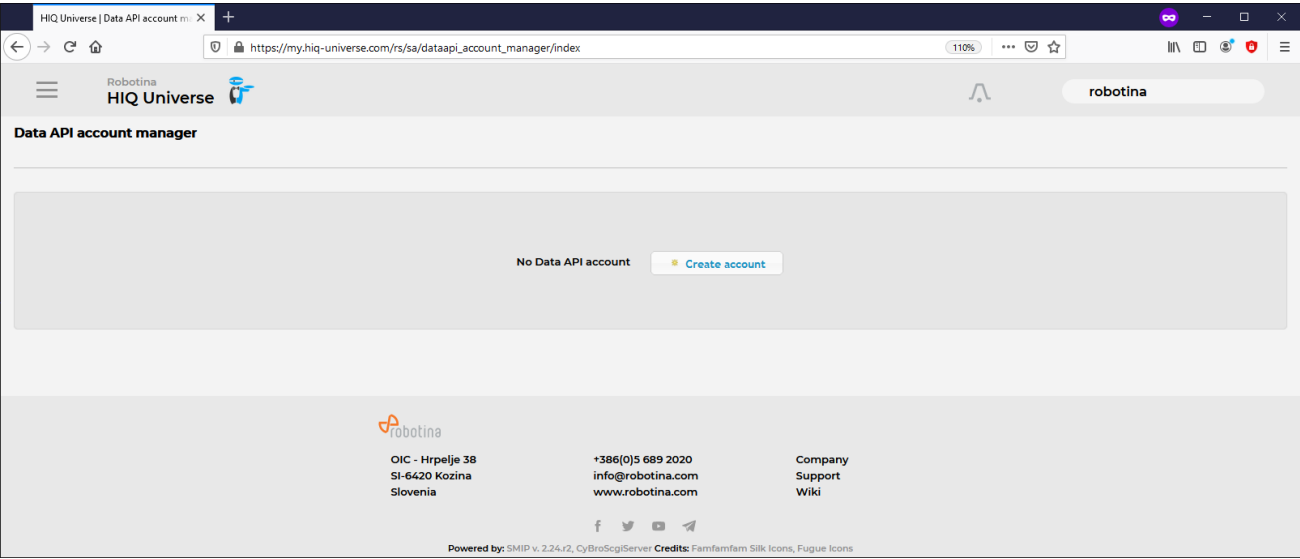 HIQ Universe | Data API account m
https://my.hiq-universe.com/rs/sa/dataapi_account_manager/index
110%
Robotina
HIQ Universe
robotina
Data API account manager
No Data API account
Create account
robotina
OIC - Hrpelje 38
SI-6420 Kozina
Slovenia
+386(0)5 689 2020
info@robotina.com
www.robotina.com
Company
Support
Wiki
Powered by: SMIP v. 2.24.r2, CyBroScgiServer Credits: Famfamfam Silk Icons, Fugue Icons